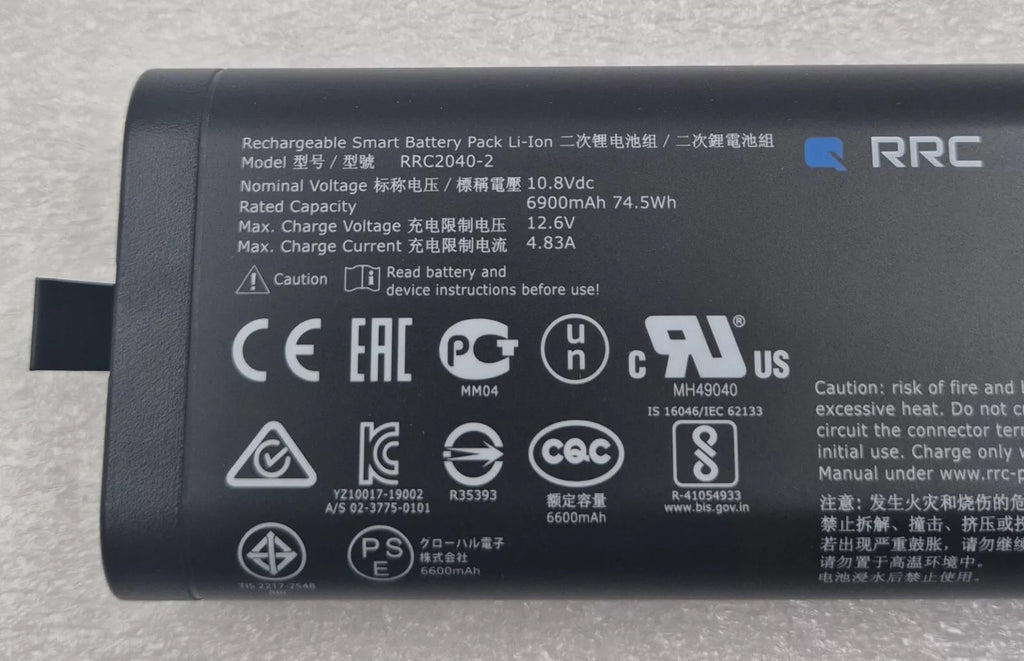 Rechargeable Smart Battery Pack Li-Ion 二次锂电池组 / 二次鋰電池組
Model 型号 / 型號 RRC2040-2
Nominal Voltage 标称电压 / 標稱電壓 10.8Vdc
Rated Capacity 6900mAh 74.5Wh
Max. Charge Voltage 充电限制电压 12.6V
Max. Charge Current 充电限制电流 4.83A
RRC
Caution
Read battery and
device instructions before use!
CE
EAC
PCT
MM04
un
c RU® US
MH49040
IS 16046/IEC 62133
R-41054933
www.bis.gov.in
KC
YZ10017-19002
A/S 02-3775-0101
R35393
CQC
额定容量
6600mAh
TIS 2217-2548
PSE
グローハル電子
株式会社
6600mAh
Caution: risk of fire and
excessive heat. Do not
circuit the connector
initial use. Charge only
Manual under
注意: 发生火灾和烧伤的危
禁止拆解、撞击、挤压或投
若出现严重鼓胀，请勿继续
请勿置于高温环境中。
电池浸水后禁止使用。